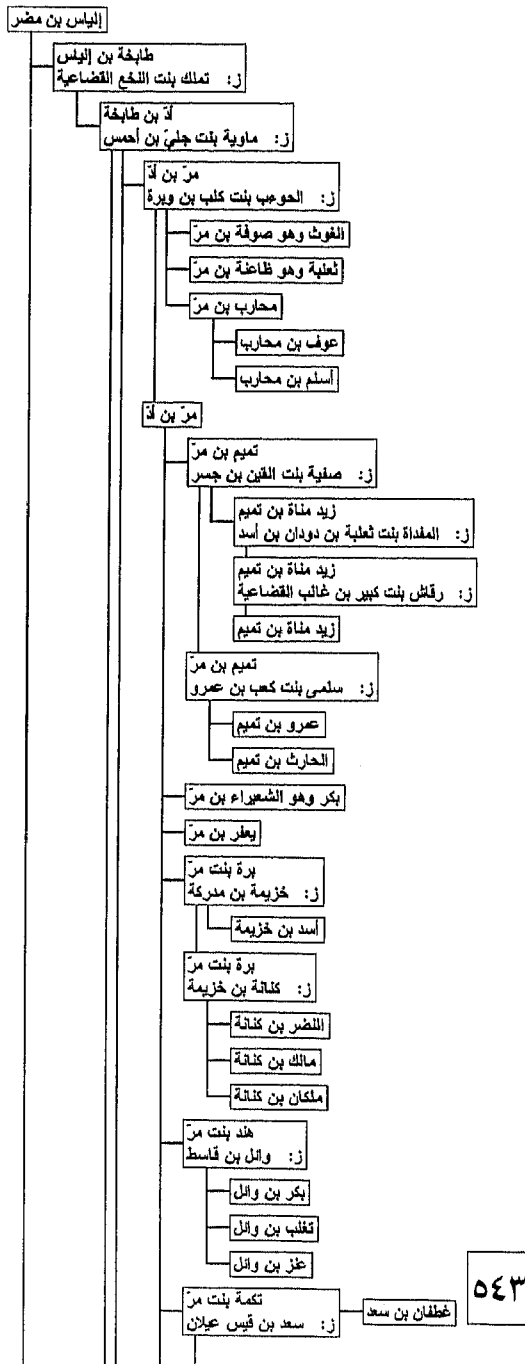 إلياس بن مضر
طابخة بن إلياس
ز: تملك بنت النخع القضاعية
أدّ بن طابخة
ز: ماوية بنت جليّ بن أحمس
مرّ بن أدّ
ز: الحوءب بنت كلب بن وبرة
الغوث وهو صوفة بن مرّ
ثعلبة وهو ظاعنة بن مرّ
محارب بن مرّ
عوف بن محارب
أسلم بن محارب
مرّ بن أدّ
تميم بن مرّ
ز: صفية بنت القين بن جسر
زيد مناة بن تميم
ز: المفداة بنت ثعلبة بن دودان بن أسد
زيد مناة بن تميم
ز: رقاش بنت كبير بن غالب القضاعية
زيد مناة بن تميم
تميم بن مرّ
ز: سلمى بنت كعب بن عمرو
عمرو بن تميم
الحارث بن تميم
بكر وهو الشعيراء بن مرّ
يعفر بن مرّ
برة بنت مرّ
ز: خزيمة بن مدركة
أسد بن خزيمة
برة بنت مرّ
ز: كنانة بن خزيمة
النضر بن كنانة
مالك بن كنانة
ملكان بن كنانة
هند بنت مرّ
ز: وائل بن قاسط
بكر بن وائل
تغلب بن وائل
عنز بن وائل
تكمة بنت مرّ
ز: سعد بن قيس عيلان
غطفان بن سعد
٥٤٣